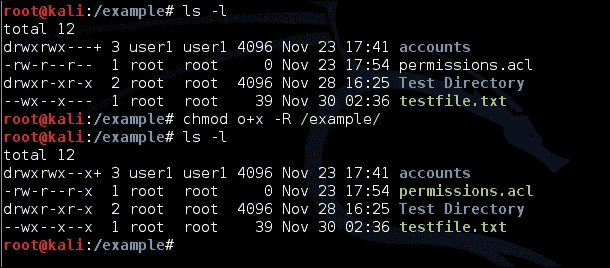 root@kali:/example# ls -l
total 12
drwxrwx---+ 3 user1 user1 4096 Nov 23 17:41 accounts
-rw-r--r-- 1 root root 0 Nov 23 17:54 permissions.acl
drwxr-xr-x 2 root root 4096 Nov 28 16:25 Test Directory
--wx--x--- 1 root root 39 Nov 30 02:36 testfile.txt
root@kali:/example# chmod o+x -R /example/
root@kali:/example# ls -l
total 12
drwxrwx--x+ 3 user1 user1 4096 Nov 23 17:41 accounts
-rw-r--r-x 1 root root 0 Nov 23 17:54 permissions.acl
drwxr-xr-x 2 root root 4096 Nov 28 16:25 Test Directory
--wx--x--x 1 root root 39 Nov 30 02:36 testfile.txt
root@kali:/example#